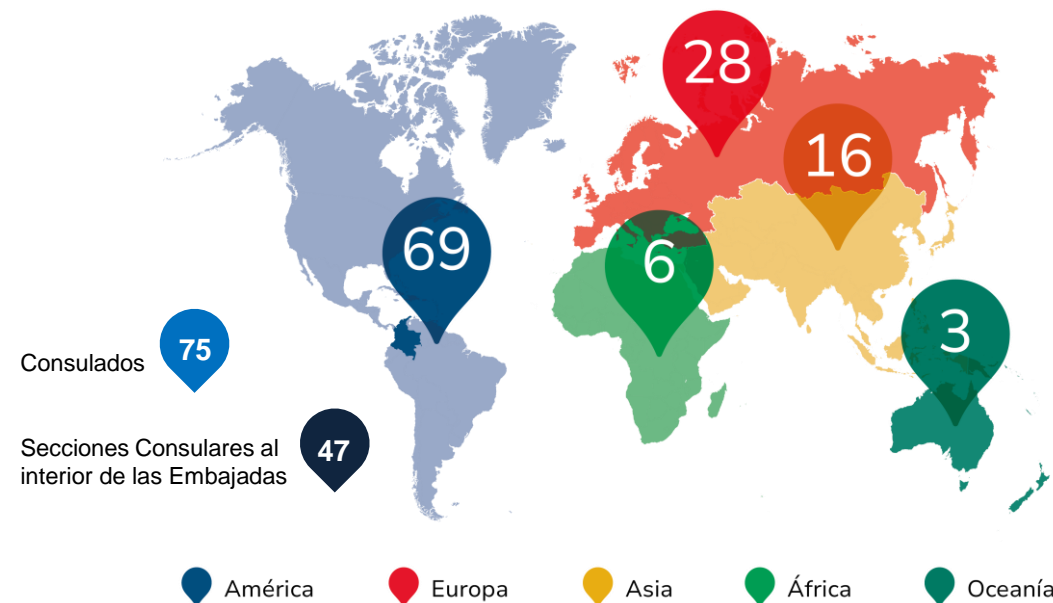 28
16
69
6
3
Consulados
75
Secciones Consulares al
interior de las Embajadas
47
América
Europa
Asia
África
Oceanía